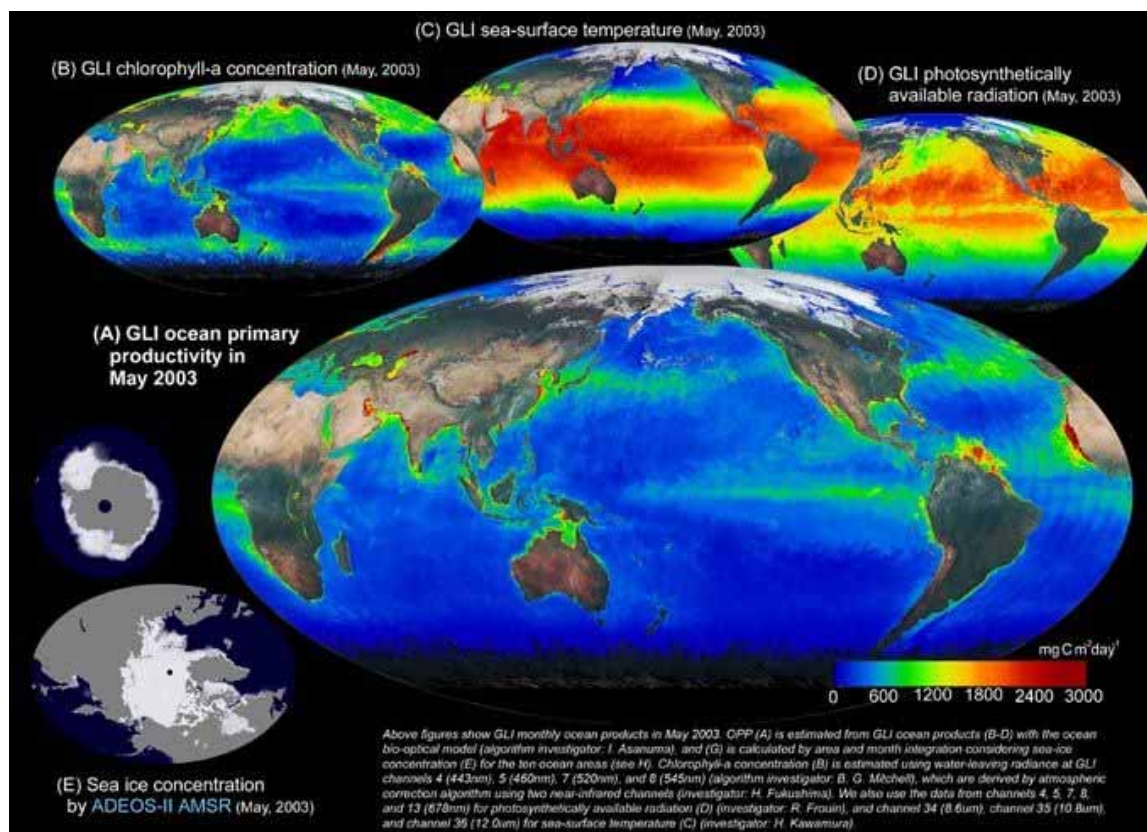 (C) GLI sea-surface temperature (May, 2003)
(B) GLI chlorophyll-a concentration (May, 2003)
(D) GLI photosynthetically
available radiation (May, 2003)
(A) GLI ocean primary
productivity in
May 2003
mg C m² day¹
0 600 1200 1800 2400 3000
(E) Sea ice concentration
by ADEOS-II AMSR (May, 2003)
Above figures show GLI monthly ocean products in May 2003. OPP (A) is estimated from GLI ocean products (B-D) with the ocean
bio-optical model (algorithm investigator: I. Asanuma), and (G) is calculated by area and month integration considering sea-ice
concentration (E) for the ten ocean areas (see H). Chlorophyll-a concentration (B) is estimated using water-leaving radiance at GLI
channels 4 (443nm), 5 (460nm), 7 (520nm), and 8 (545nm) (algorithm investigator: B. G. Mitchell), which are derived by atmospheric
correction algorithm using two near-infrared channels (investigator: H. Fukushima). We also use the data from channels 4, 5, 7, 8,
and 13 (678nm) for photosynthetically available radiation (D) (investigator: R. Frouin), and channel 34 (8.6um), channel 35 (10.8um),
and channel 36 (12.0um) for sea-surface temperature (C) (investigator: H. Kawamura).